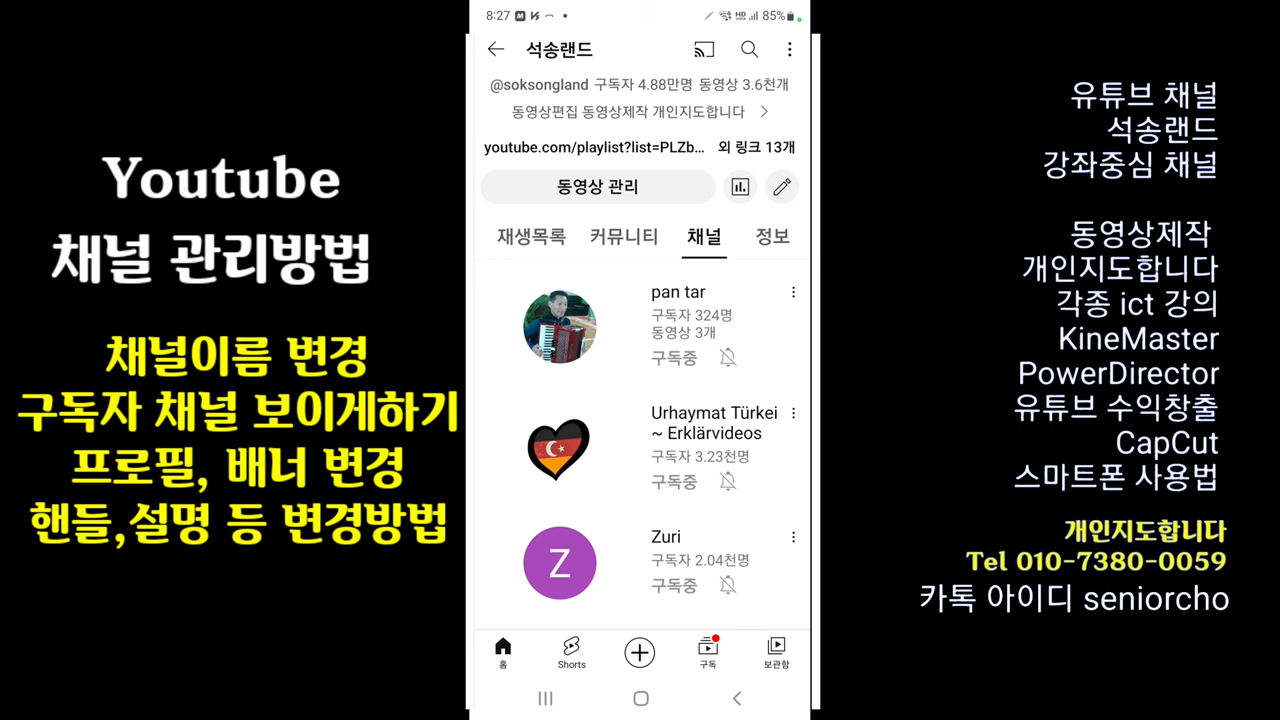 Youtube
채널 관리방법
채널이름 변경
구독자 채널 보이게하기
프로필, 배너 변경
핸들,설명 등 변경방법
8:27
85%
석송랜드
@soksongland 구독자 4.88만명 동영상 3.6천개
동영상편집 동영상제작 개인지도합니다
youtube.com/playlist?list=PLZb... 외 링크 13개
동영상 관리
재생목록 커뮤니티 채널 정보
pan tar
구독자 324명
동영상 3개
구독중
Urhaymat Türkei
~ Erklärvideos
구독자 3.23천명
구독중
Z
Zuri
구독자 2.04천명
구독중
홈 Shorts 구독 보관함
유튜브 채널
석송랜드
강좌중심 채널
동영상제작
개인지도합니다
각종 ict 강의
KineMaster
PowerDirector
유튜브 수익창출
CapCut
스마트폰 사용법
개인지도합니다
Tel 010-7380-0059
카톡 아이디 seniorcho